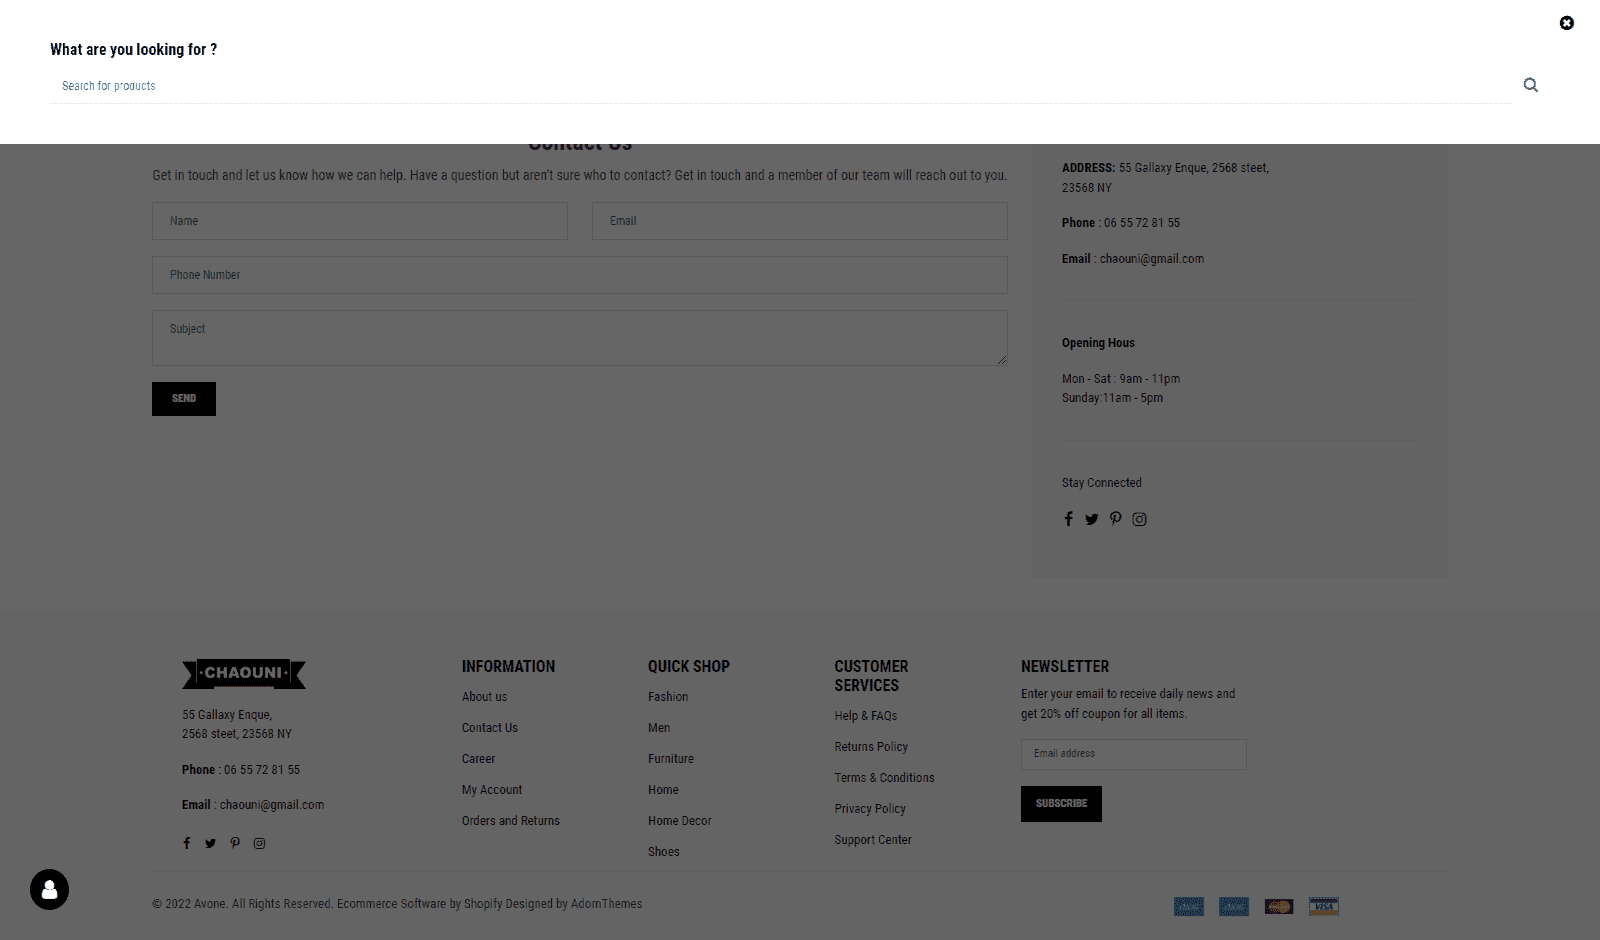 What are you looking for ?
Search for products
Contact Us
Get in touch and let us know how we can help. Have a question but aren't sure who to contact? Get in touch and a member of our team will reach out to you.
Name
Email
Phone Number
Subject
SEND
ADDRESS: 55 Gallaxy Enque, 2568 steet,
23568 NY
Phone : 06 55 72 81 55
Email : chaouni@gmail.com
Opening Hous
Mon - Sat : 9am - 11pm
Sunday:11am - 5pm
Stay Connected
CHAOUNI
55 Gallaxy Enque,
2568 steet, 23568 NY
Phone : 06 55 72 81 55
Email : chaouni@gmail.com
INFORMATION
About us
Contact Us
Career
My Account
Orders and Returns
QUICK SHOP
Fashion
Men
Furniture
Home
Home Decor
Shoes
CUSTOMER
SERVICES
Help & FAQs
Returns Policy
Terms & Conditions
Privacy Policy
Support Center
NEWSLETTER
Enter your email to receive daily news and
get 20% off coupon for all items.
Email address
SUBSCRIBE
© 2022 Avone. All Rights Reserved. Ecommerce Software by Shopify Designed by AdornThemes
VISA